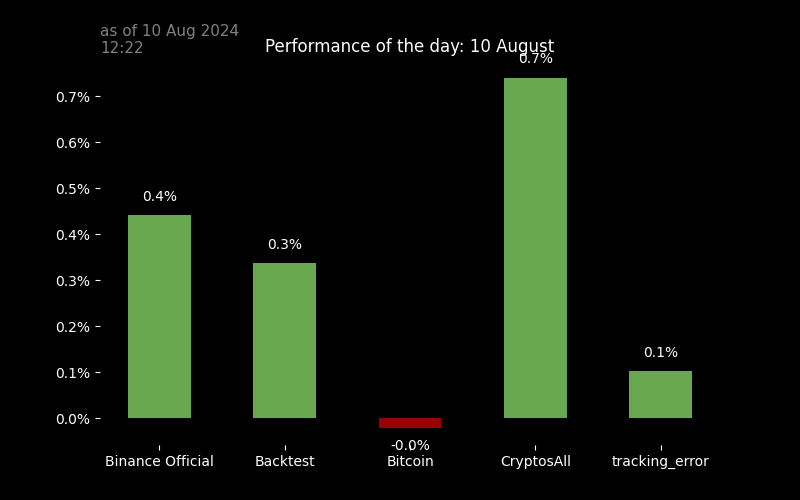 as of 10 Aug 2024
12:22
Performance of the day: 10 August
0.7%
0.7%
0.6%
0.5%
0.4%
0.4%
0.3%
0.3%
0.2%
0.1%
0.1%
0.0%
-0.0%
Binance Official
Backtest
Bitcoin
CryptosAll
tracking_error